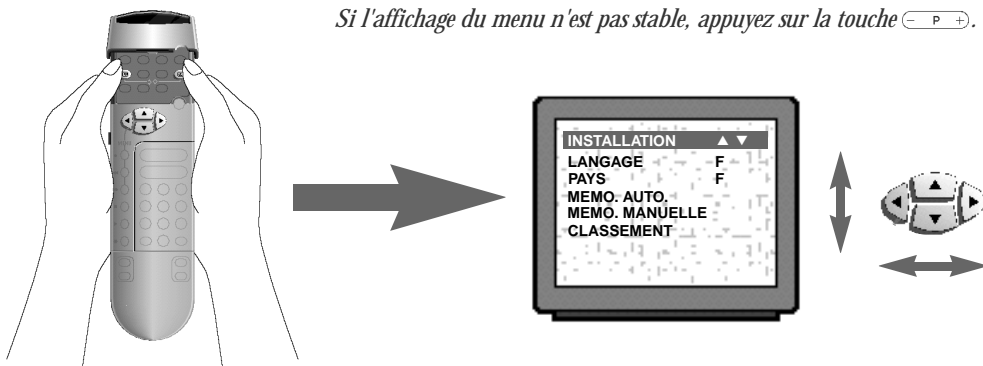 Si l'affichage du menu n'est pas stable, appuyez sur la touche - P +.
INSTALLATION ▲ ▼
LANGAGE F
PAYS F
MEMO. AUTO.
MEMO. MANUELLE
CLASSEMENT